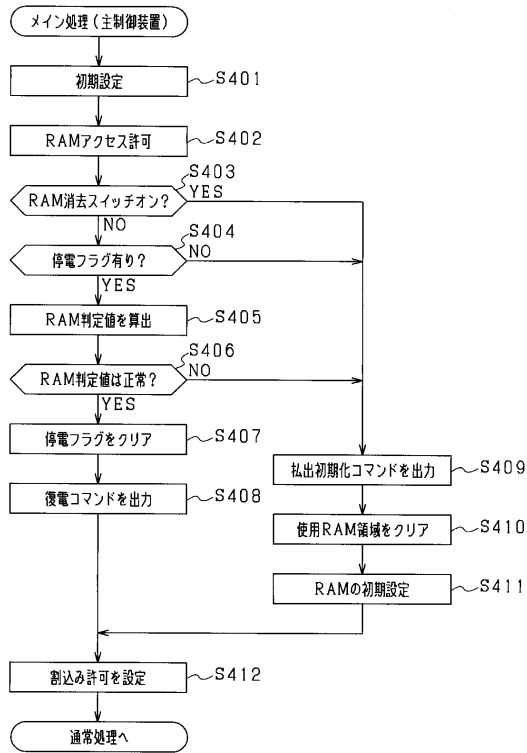 メイン処理(主制御装置)
初期設定
S401
RAMアクセス許可
S402
S403
RAM消去スイッチオン?
YES
NO
S404
停電フラグ有り?
NO
YES
RAM判定値を算出
S405
S406
RAM判定値は正常?
NO
YES
停電フラグをクリア
S407
復電コマンドを出力
S408
払出初期化コマンドを出力
S409
使用RAM領域をクリア
S410
RAMの初期設定
S411
割込み許可を設定
S412
通常処理へ